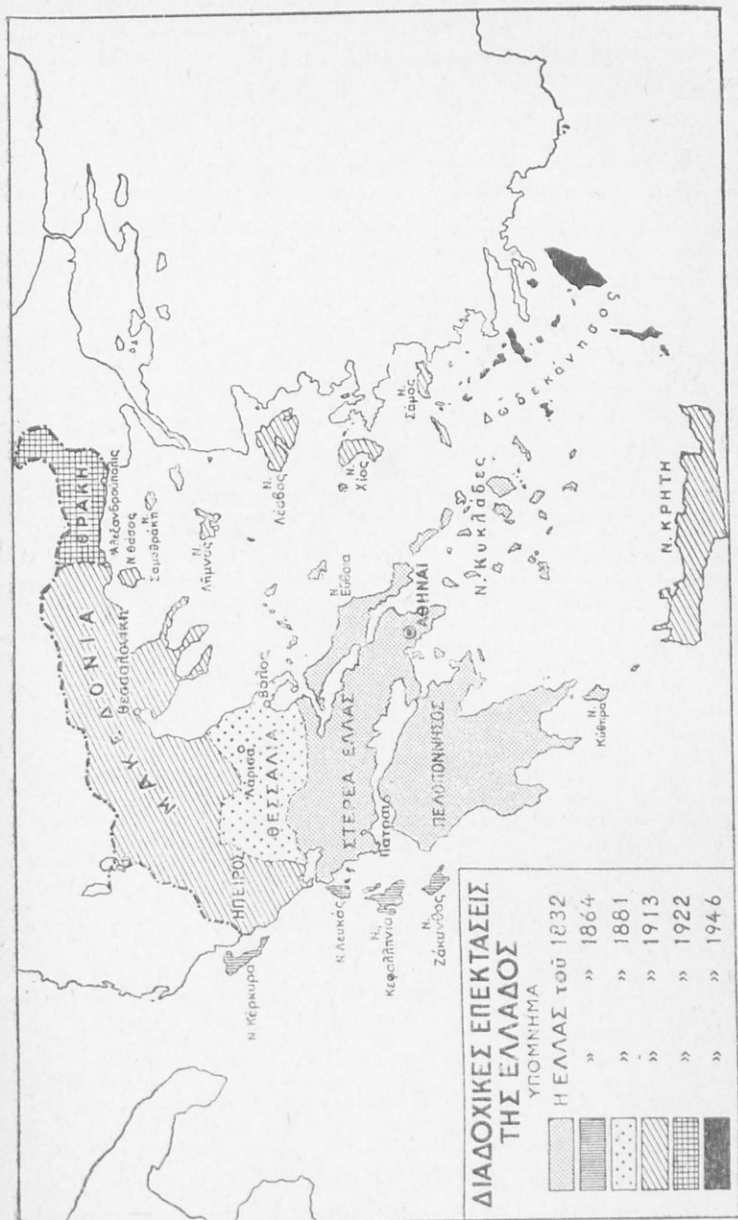 ΔΙΑΔΟΧΙΚΕΣ ΕΠΕΚΤΑΣΕΙΣ
ΤΗΣ ΕΛΛΑΔΟΣ
ΥΠΟΜΝΗΜΑ
Η ΕΛΛΑΣ τοῦ 1832
» » 1864
» » 1881
» » 1913
» » 1922
» » 1946
ΘΡΑΚΗ
Ἀλεξανδρούπολις
Ν Θάσος
Ν.
Σαμοθράκη
ΜΑΚΕΔΟΝΙΑ
Θεσσαλονίκη
Ν
Λῆμνος
ΗΠΕΙΡΟΣ
Λάρισα
ΘΕΣΣΑΛΙΑ
Βόλος
Ν. Κέρκυρα
Ν
Λέσβος
Ν.
Χίος
Ν
Εὔβοια
ΣΤΕΡΕΑ ΕΛΛΑΣ
Ν Λευκάς
Ν.
Κεφαλληνία
Πάτραι
ΑΘΗΝΑΙ
Ν.
Σάμος
Ν
Ζάκυνθος
ΠΕΛΟΠΟΝΝΗΣΟΣ
Ν. Κυκλάδες
Ν.
Κύθηρα
Ν. ΚΡΗΤΗ